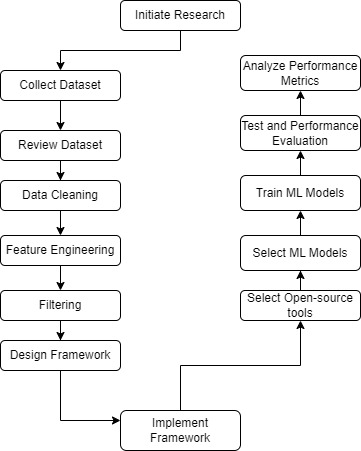 Initiate Research
Collect Dataset
Review Dataset
Data Cleaning
Feature Engineering
Filtering
Design Framework
Implement
Framework
Select Open-source
tools
Select ML Models
Train ML Models
Test and Performance
Evaluation
Analyze Performance
Metrics